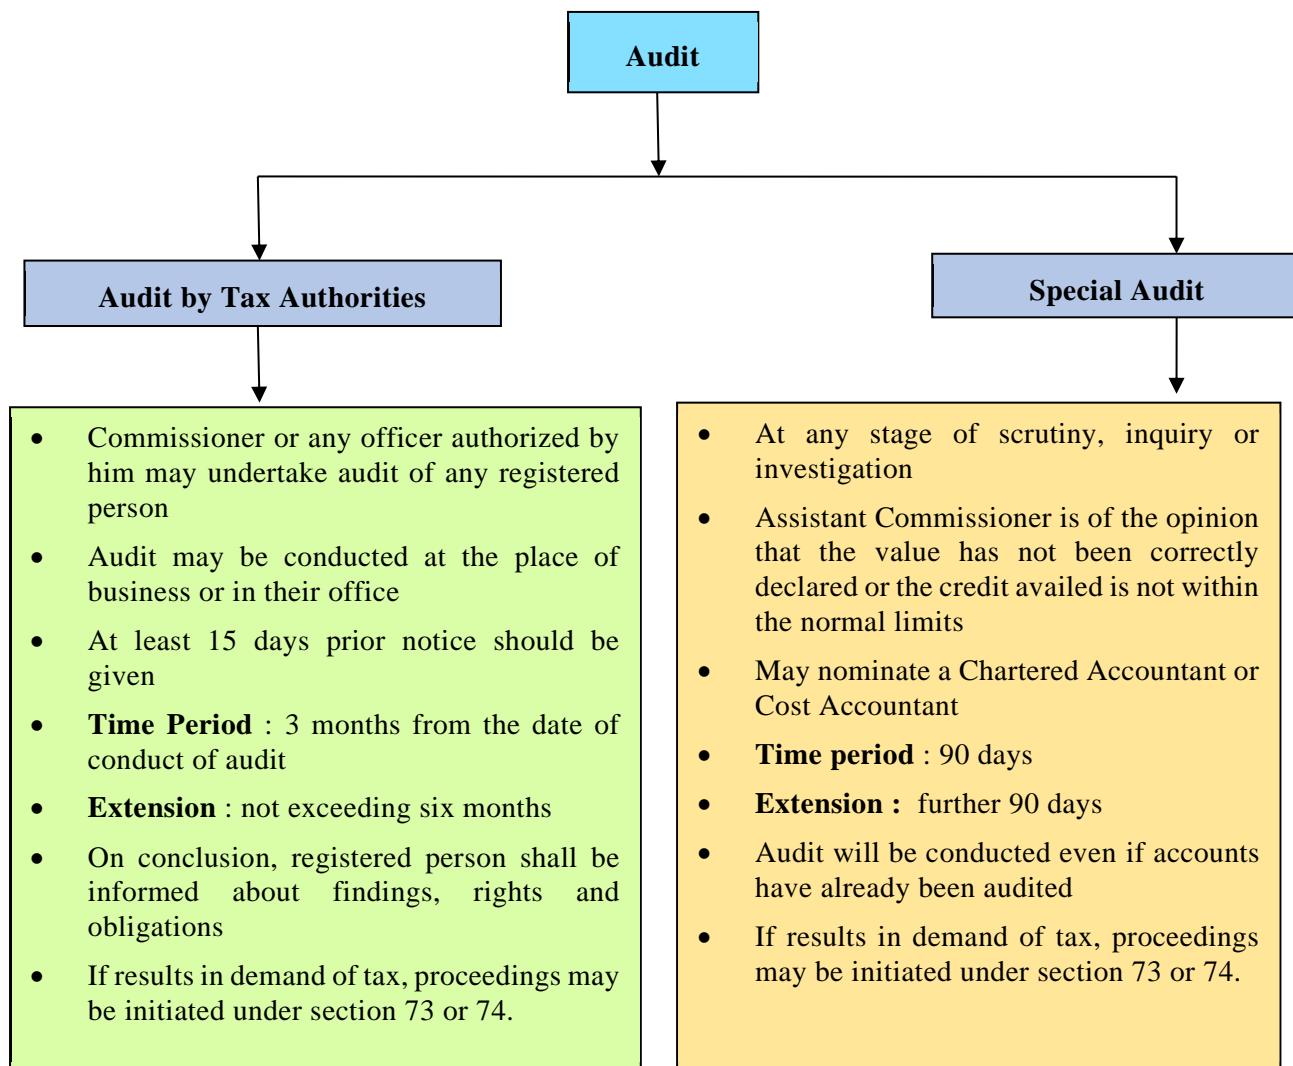 Audit
Audit by Tax Authorities
Special Audit
• Commissioner or any officer authorized by
him may undertake audit of any registered
person
• Audit may be conducted at the place of
business or in their office
• At least 15 days prior notice should be
given
• Time Period : 3 months from the date of
conduct of audit
• Extension : not exceeding six months
• On conclusion, registered person shall be
informed about findings, rights and
obligations
• If results in demand of tax, proceedings may
be initiated under section 73 or 74.
• At any stage of scrutiny, inquiry or
investigation
• Assistant Commissioner is of the opinion
that the value has not been correctly
declared or the credit availed is not within
the normal limits
• May nominate a Chartered Accountant or
Cost Accountant
• Time period : 90 days
• Extension : further 90 days
• Audit will be conducted even if accounts
have already been audited
• If results in demand of tax, proceedings
may be initiated under section 73 or 74.